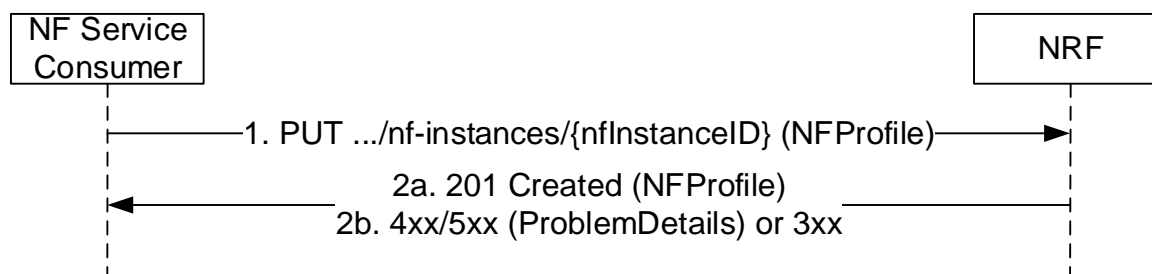 NF Service
Consumer
NRF
1. PUT .../nf-instances/{nfInstanceID} (NFProfile)
2a. 201 Created (NFProfile)
2b. 4xx/5xx (ProblemDetails) or 3xx